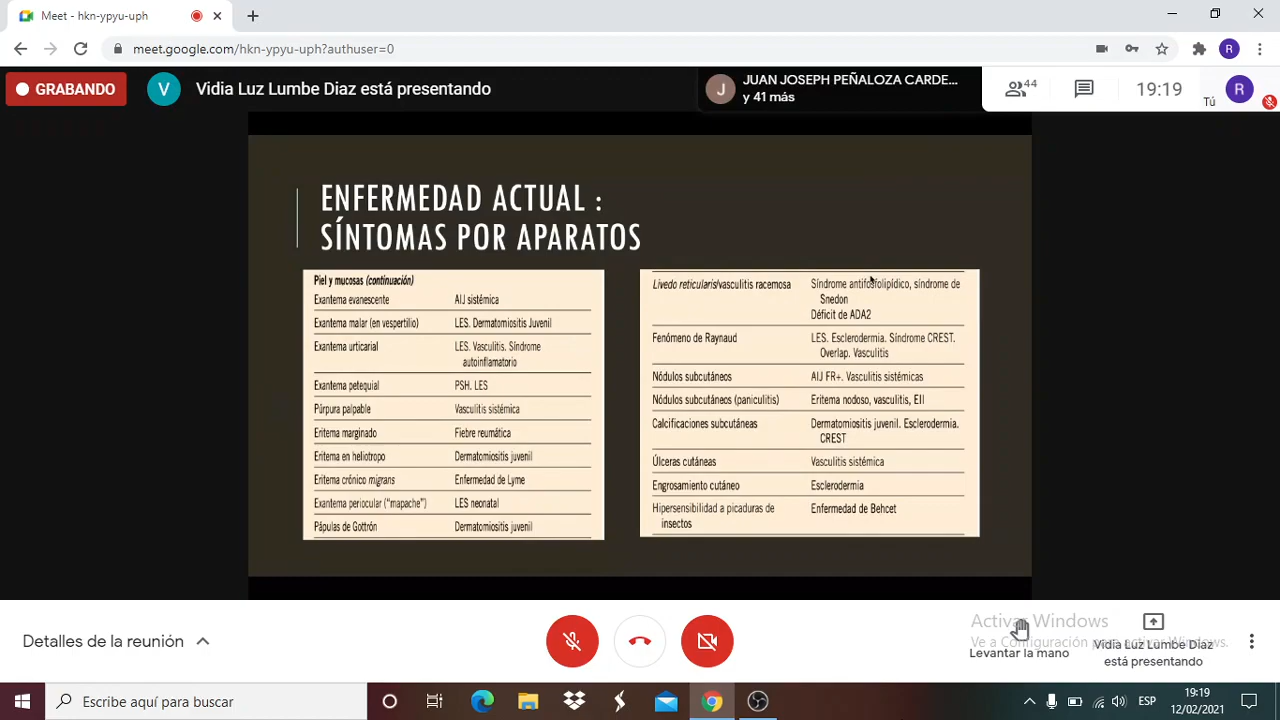 Meet - hkn-ypyu-uph
meet.google.com/hkn-ypyu-uph?authuser=0
R
GRABANDO
V
Vidia Luz Lumbe Diaz está presentando
J
JUAN JOSEPH PEÑALOZA CARDE...
y 41 más
44
19:19
Tú
R
ENFERMEDAD ACTUAL :
SÍNTOMAS POR APARATOS
Piel y mucosas (continuación)
Exantema evanescente AIJ sistémica
Exantema malar (en vespertilio) LES. Dermatomiositis Juvenil
Exantema urticarial LES. Vasculitis. Síndrome
autoinflamatorio
Exantema petequial PSH. LES
Púrpura palpable Vasculitis sistémica
Eritema marginado Fiebre reumática
Eritema en heliotropo Dermatomiositis juvenil
Eritema crónico migrans Enfermedad de Lyme
Exantema periocular ("mapache") LES neonatal
Pápulas de Gottrón Dermatomiositis juvenil
Livedo reticularis/vasculitis racemosa Síndrome antifosfolipídico, síndrome de
Snedon
Déficit de ADA2
Fenómeno de Raynaud LES. Esclerodermia. Síndrome CREST.
Overlap. Vasculitis
Nódulos subcutáneos AIJ FR+. Vasculitis sistémicas
Nódulos subcutáneos (paniculitis) Eritema nodoso, vasculitis, EII
Calcificaciones subcutáneas Dermatomiositis juvenil. Esclerodermia.
CREST
Úlceras cutáneas Vasculitis sistémica
Engrosamiento cutáneo Esclerodermia
Hipersensibilidad a picaduras de Enfermedad de Behcet
insectos
Detalles de la reunión
Activar Windows
Ve a Configuración para activar Windows.
Levantar la mano
Vidia Luz Lumbe Diaz
está presentando
Escribe aquí para buscar
ESP
19:19
12/02/2021